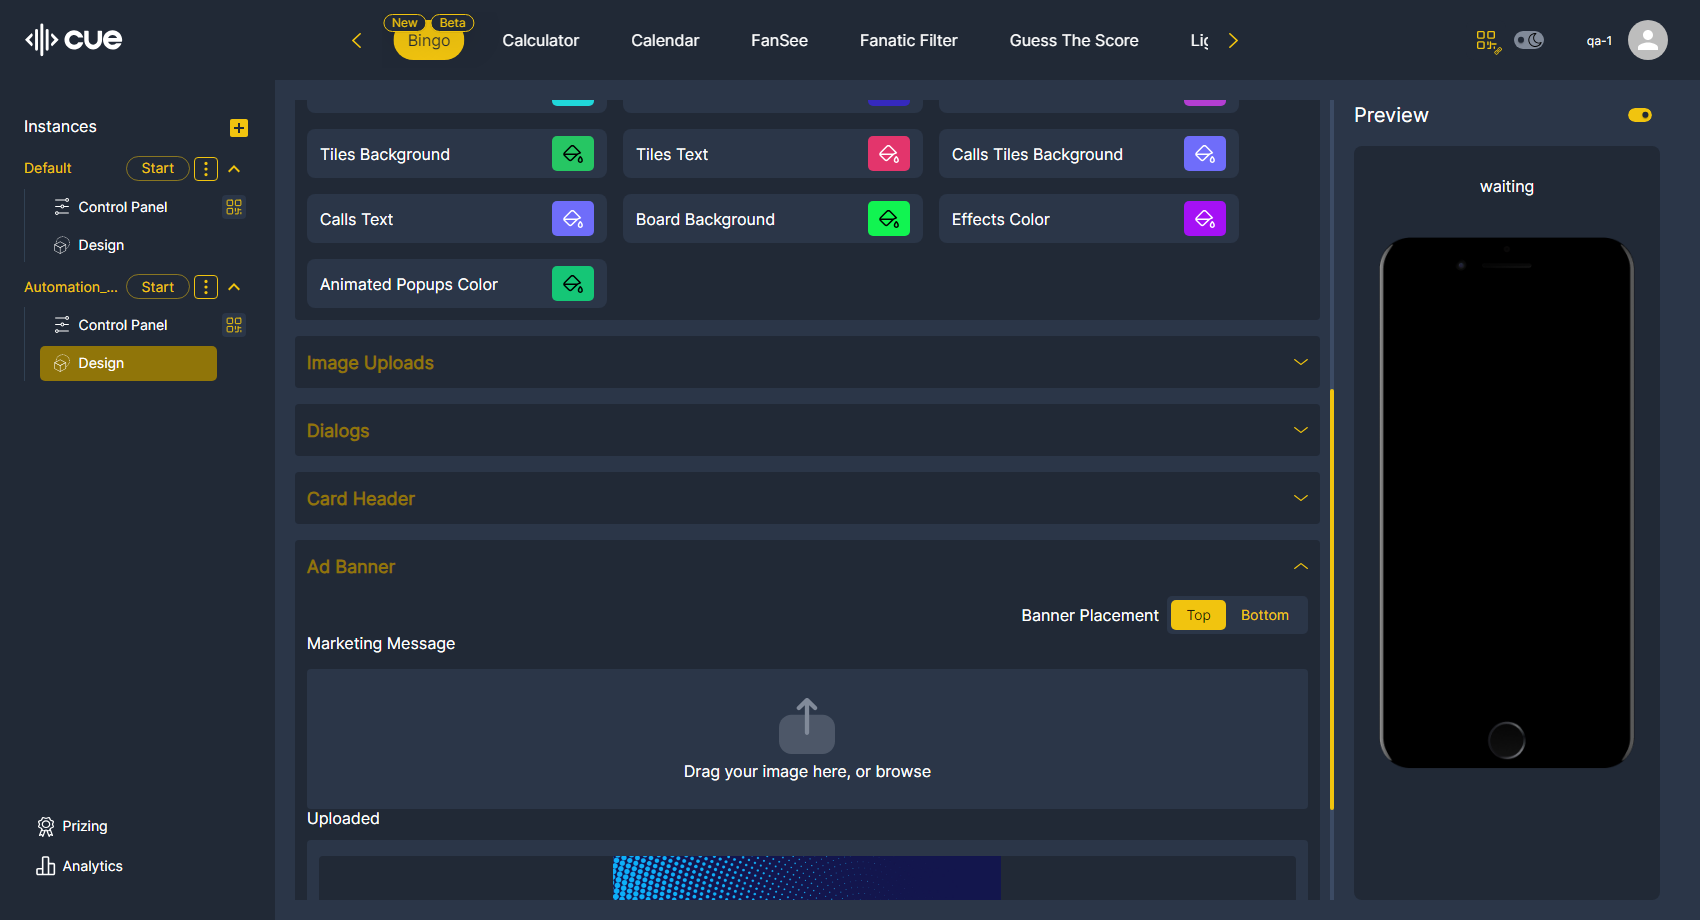 cue
New
Beta
Bingo
Calculator
Calendar
FanSee
Fanatic Filter
Guess The Score
qa-1
Instances
Default
Start
Control Panel
Design
Automation_...
Start
Control Panel
Design
Prizing
Analytics
Tiles Background
Tiles Text
Calls Tiles Background
Calls Text
Board Background
Effects Color
Animated Popups Color
Image Uploads
Dialogs
Card Header
Ad Banner
Banner Placement
Top
Bottom
Marketing Message
Drag your image here, or browse
Uploaded
Preview
waiting